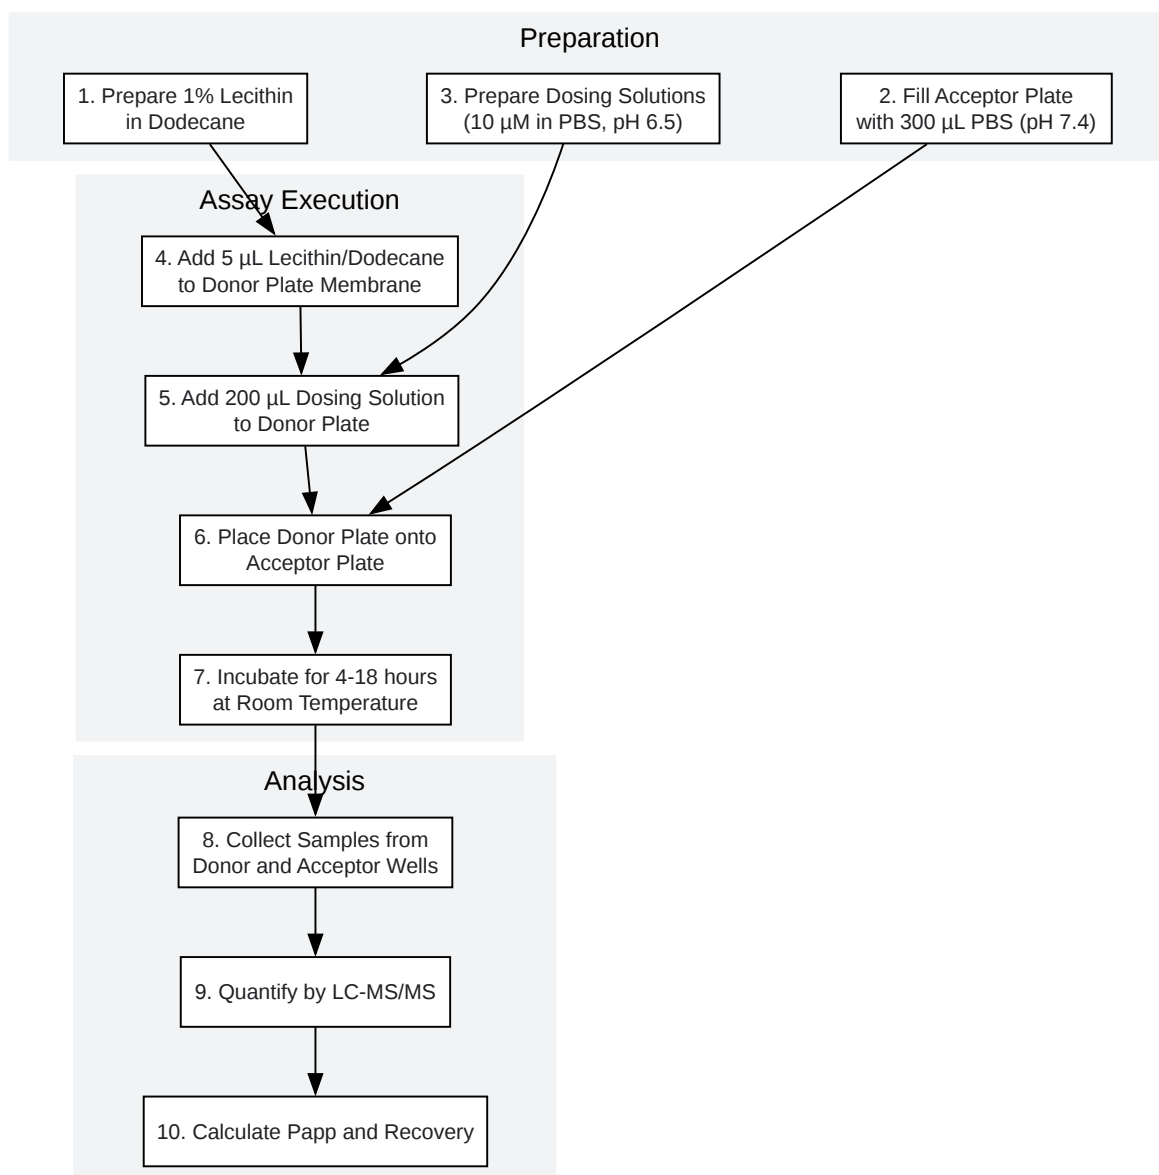 Preparation
1. Prepare 1% Lecithin
in Dodecane
3. Prepare Dosing Solutions
(10 µM in PBS, pH 6.5)
2. Fill Acceptor Plate
with 300 µL PBS (pH 7.4)
Assay Execution
4. Add 5 µL Lecithin/Dodecane
to Donor Plate Membrane
5. Add 200 µL Dosing Solution
to Donor Plate
6. Place Donor Plate onto
Acceptor Plate
7. Incubate for 4-18 hours
at Room Temperature
Analysis
8. Collect Samples from
Donor and Acceptor Wells
9. Quantify by LC-MS/MS
10. Calculate Papp and Recovery